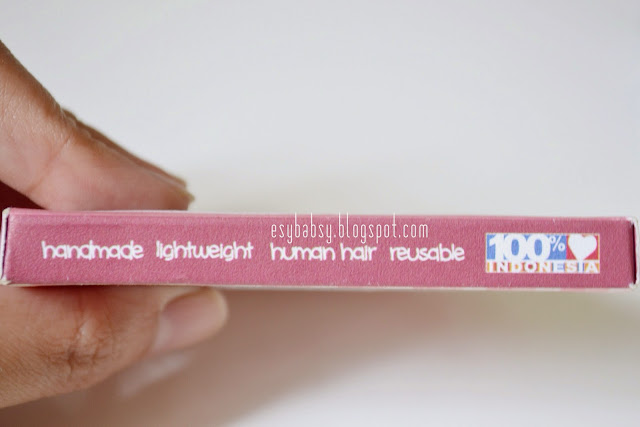 esybabsy.blogspot.com
handmade lightweight human hair reusable
100%
INDONESIA